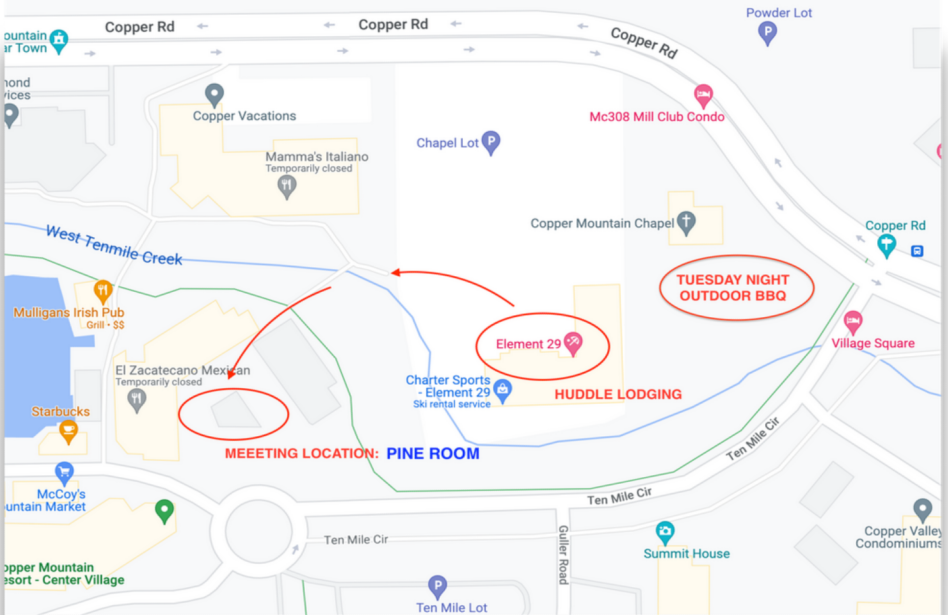 Copper Rd
Copper Rd
Copper Rd
Powder Lot
ountain
ar Town
mond
vices
Copper Vacations
Mc308 Mill Club Condo
Chapel Lot
Mamma's Italiano
Temporarily closed
Copper Mountain Chapel
Copper Rd
West Tenmile Creek
TUESDAY NIGHT
OUTDOOR BBQ
Mulligans Irish Pub
Grill • $$
Element 29
Village Square
El Zacatecano Mexican
Temporarily closed
Charter Sports
- Element 29
Ski rental service
HUDDLE LODGING
Starbucks
MEEETING LOCATION: PINE ROOM
Ten Mile Cir
McCoy's
untain Market
Ten Mile Cir
Ten Mile Cir
Guller Road
Summit House
Copper Valley
Condominiums
opper Mountain
esort - Center Village
Ten Mile Lot